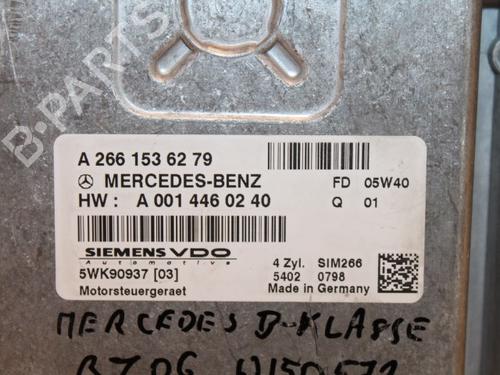 B-PARTS
A 266 153 62 79
MERCEDES-BENZ FD 05W40
HW : A 001 446 02 40 Q 01
SIEMENS VDO
Automotive
4 Zyl. SIM266
5WK90937 [03] 5402 0798
Motorsteuergeraet Made in Germany
MERCEDES B-KLASSE